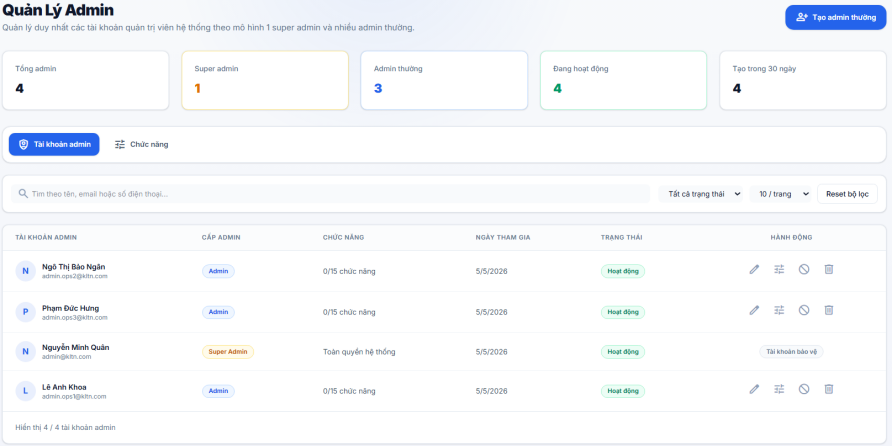 Quản Lý Admin
Quản lý duy nhất các tài khoản quản trị viên hệ thống theo mô hình 1 super admin và nhiều admin thường.
Tạo admin thường
Tổng admin
4
Super admin
1
Admin thường
3
Đang hoạt động
4
Tạo trong 30 ngày
4
Tài khoản admin
Chức năng
Tìm theo tên, email hoặc số điện thoại...
Tất cả trạng thái
10 / trang
Reset bộ lọc
TÀI KHOẢN ADMIN CẤP ADMIN CHỨC NĂNG NGÀY THAM GIA TRẠNG THÁI HÀNH ĐỘNG
N Ngô Thị Bảo Ngân Admin 0/15 chức năng 5/5/2026 Hoạt động
admin.ops2@kltn.com
P Phạm Đức Hưng Admin 0/15 chức năng 5/5/2026 Hoạt động
admin.ops3@kltn.com
N Nguyễn Minh Quân Super Admin Toàn quyền hệ thống 5/5/2026 Hoạt động Tài khoản bảo vệ
admin@kltn.com
L Lê Anh Khoa Admin 0/15 chức năng 5/5/2026 Hoạt động
admin.ops1@kltn.com
Hiển thị 4 / 4 tài khoản admin